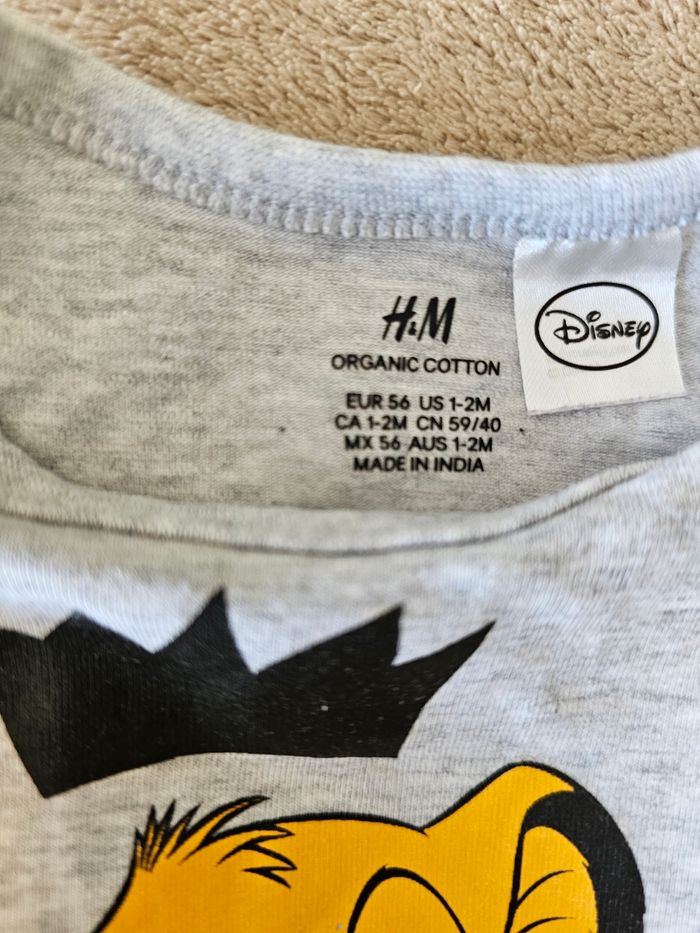 H&M
ORGANIC COTTON
EUR 56 US 1-2M
CA 1-2M CN 59/40
MX 56 AUS 1-2M
MADE IN INDIA
Disney